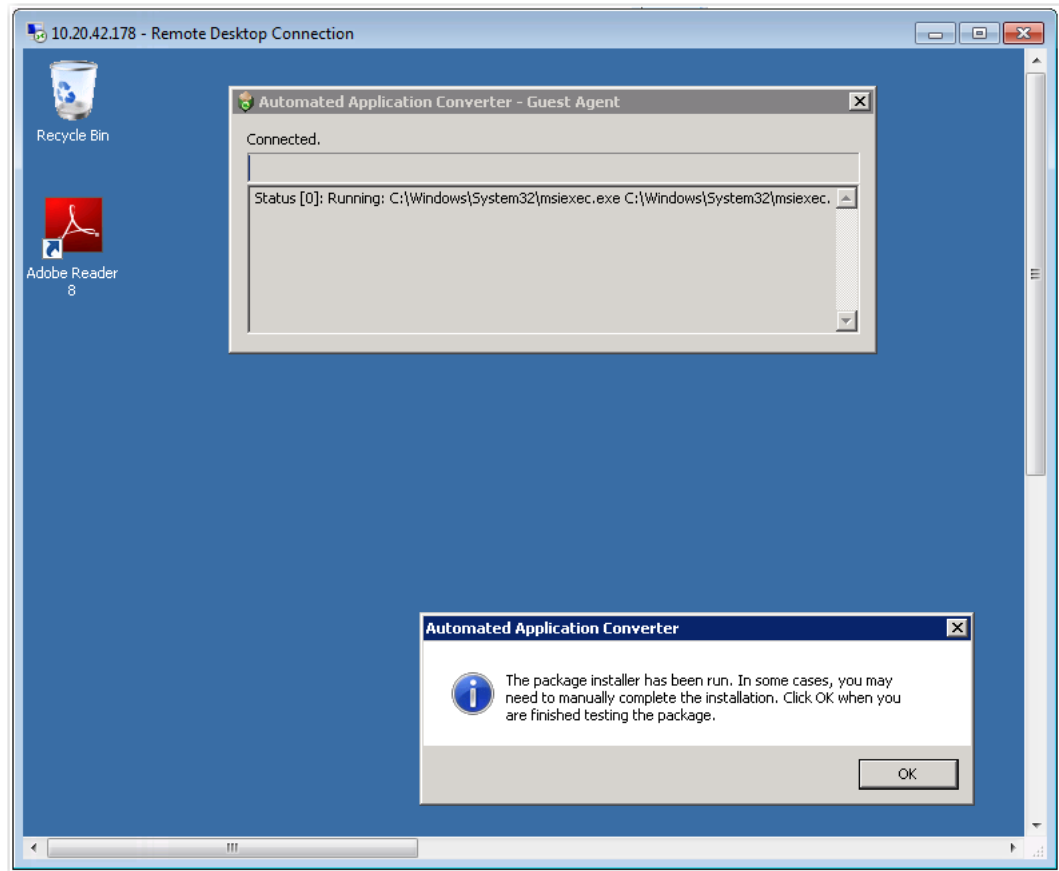 10.20.42.178 - Remote Desktop Connection
Recycle Bin
Automated Application Converter - Guest Agent
Connected.
Status [0]: Running: C:\Windows\System32\msiexec.exe C:\Windows\System32\msiexec.
Adobe Reader
8
Automated Application Converter
The package installer has been run. In some cases, you may
need to manually complete the installation. Click OK when you
are finished testing the package.
OK